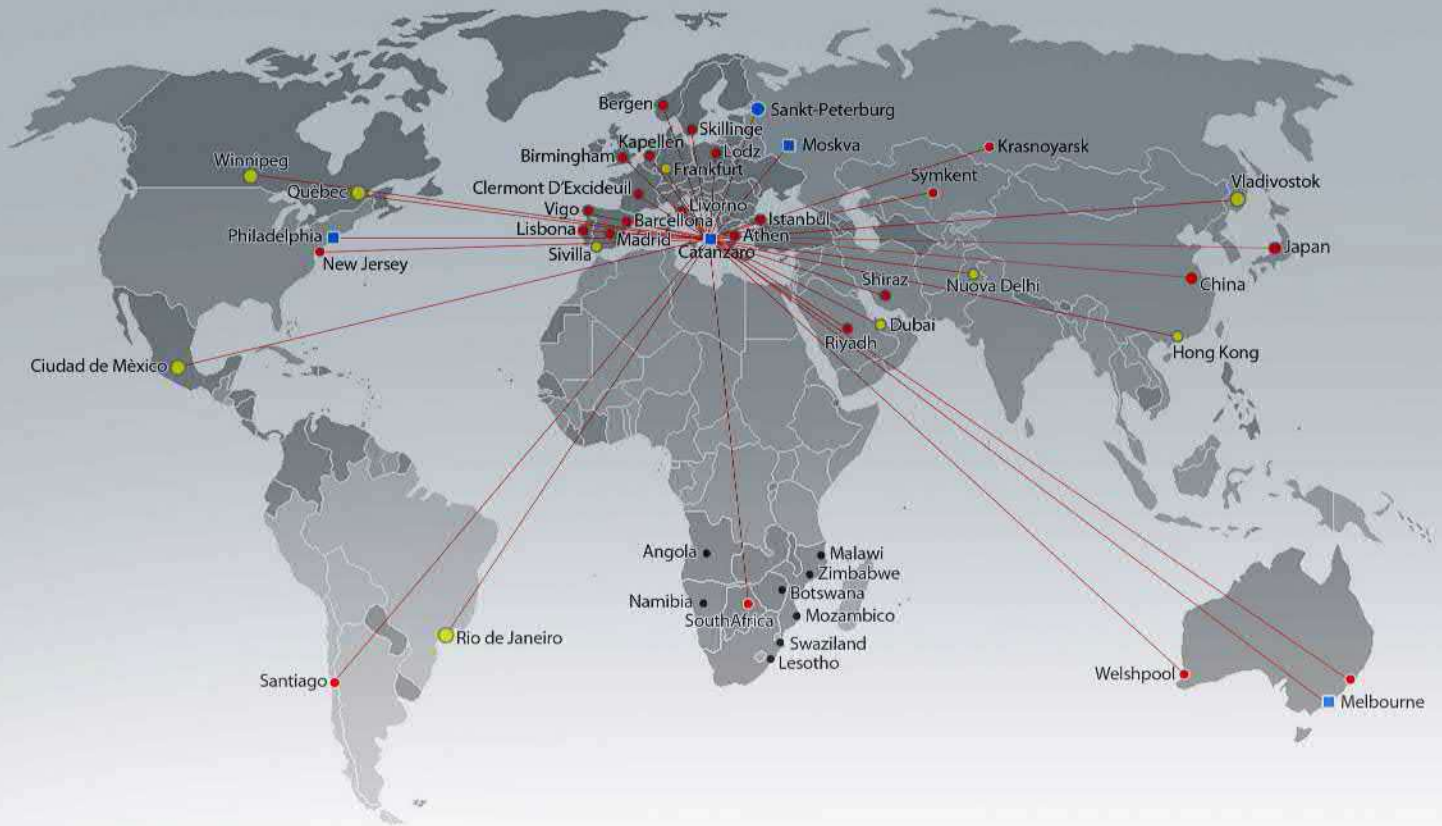 Bergen
Sankt-Peterburg
Skillinge
Kapellen
Lodz
Moskva
Krasnoyarsk
Birmingham
Winnipeg
Frankfurt
Symkent
Vladivostok
Quèbec
Clermont D'Excideuil
Livorno
Vigo
Barcellona
Istanbul
Lisbona
Madrid
Athen
Philadelphia
Sivilla
Catanzaro
Japan
New Jersey
Shiraz
Nuova Delhi
China
Dubai
Riyadh
Hong Kong
Ciudad de Mèxico
Angola
Malawi
Zimbabwe
Botswana
Namibia
SouthAfrica
Mozambico
Rio de Janeiro
Swaziland
Lesotho
Santiago
Welshpool
Melbourne